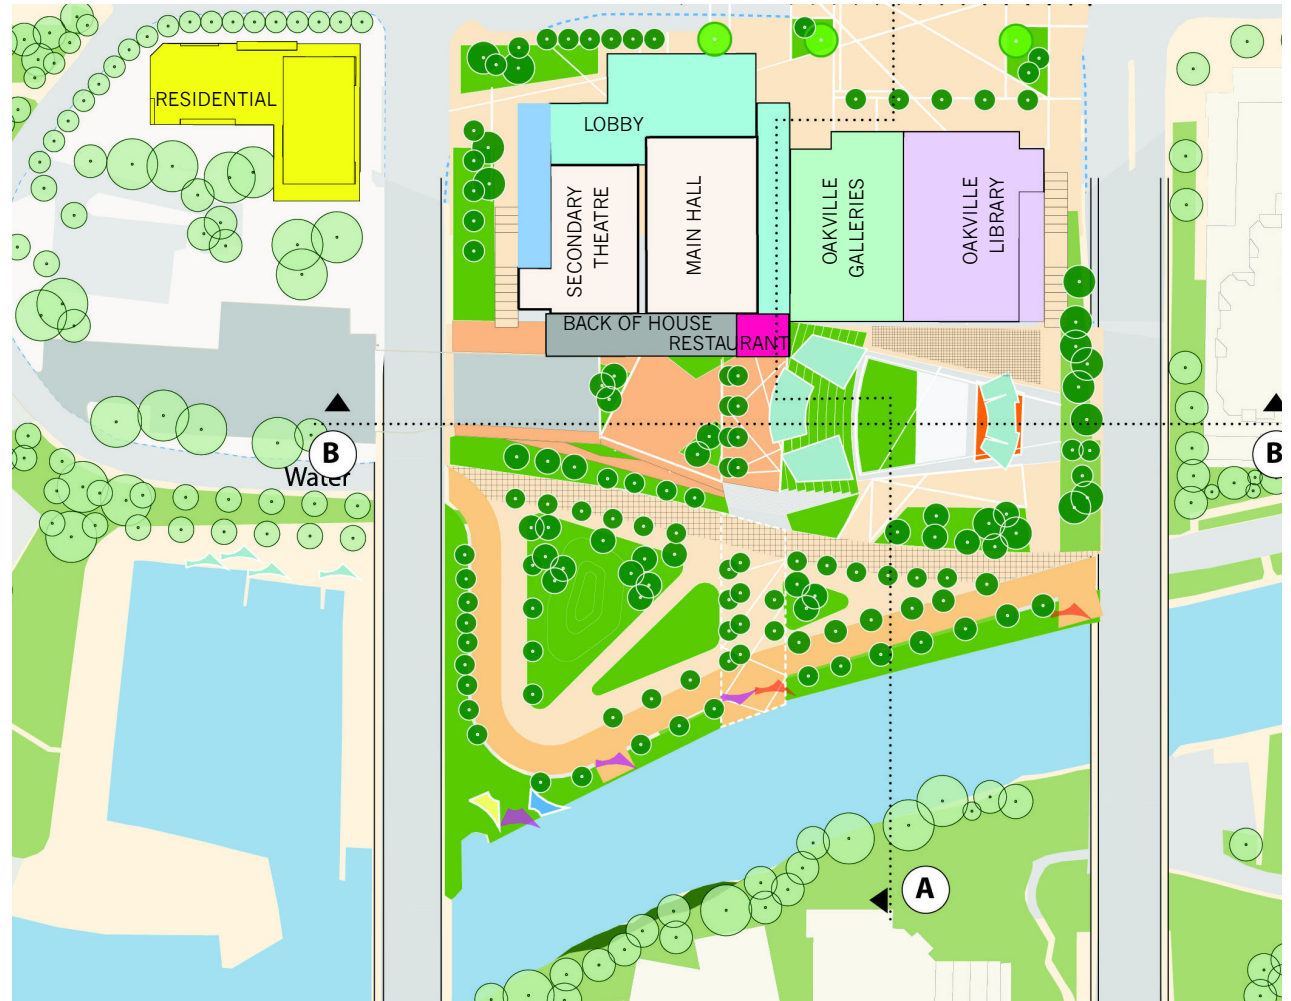 RESIDENTIAL
LOBBY
SECONDARY
THEATRE
MAIN HALL
OAKVILLE
GALLERIES
OAKVILLE
LIBRARY
BACK OF HOUSE
RESTAURANT
B
B
Water
A